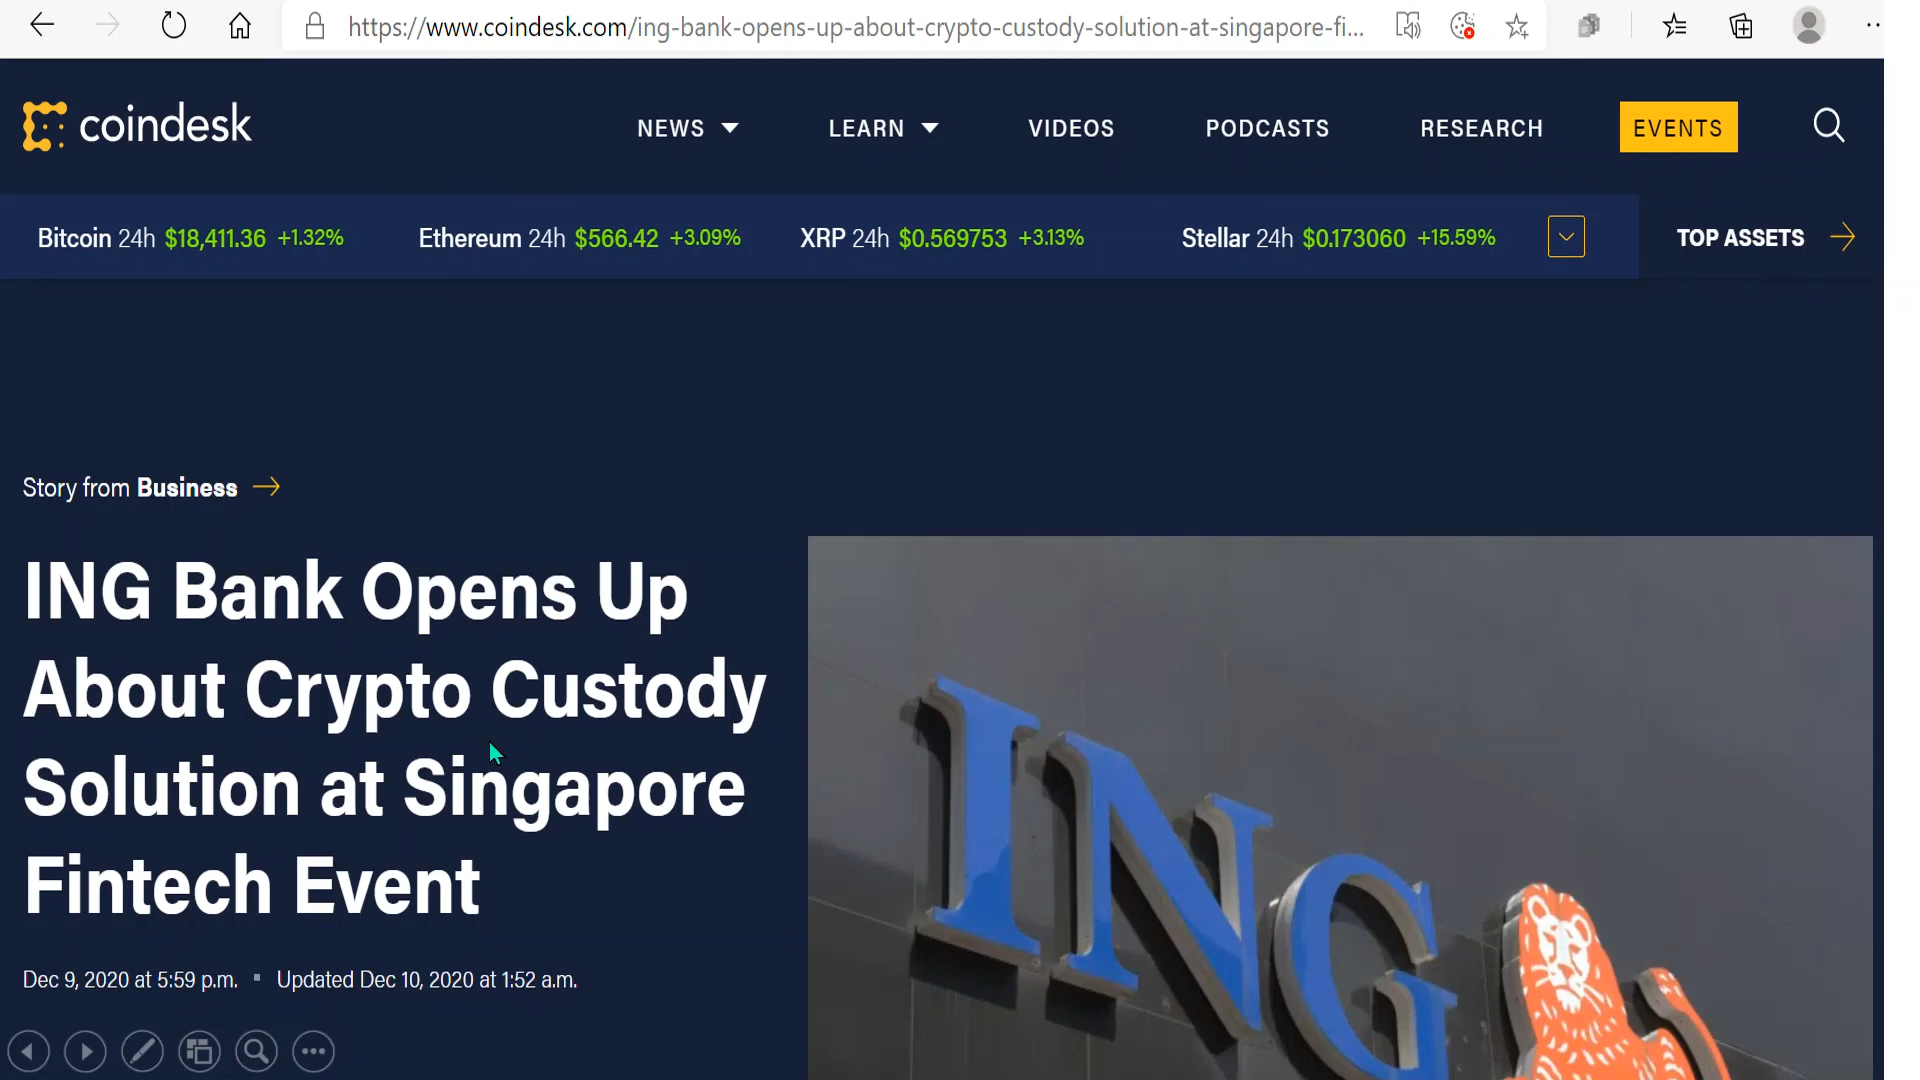 https://www.coindesk.com/ing-bank-opens-up-about-crypto-custody-solution-at-singapore-fi...
coindesk
NEWS LEARN VIDEOS PODCASTS RESEARCH EVENTS
Bitcoin 24h $18,411.36 +1.32% Ethereum 24h $566.42 +3.09% XRP 24h $0.569753 +3.13% Stellar 24h $0.173060 +15.59% TOP ASSETS
Story from Business
ING Bank Opens Up
About Crypto Custody
Solution at Singapore
Fintech Event
Dec 9, 2020 at 5:59 p.m. ▪ Updated Dec 10, 2020 at 1:52 a.m.
ING